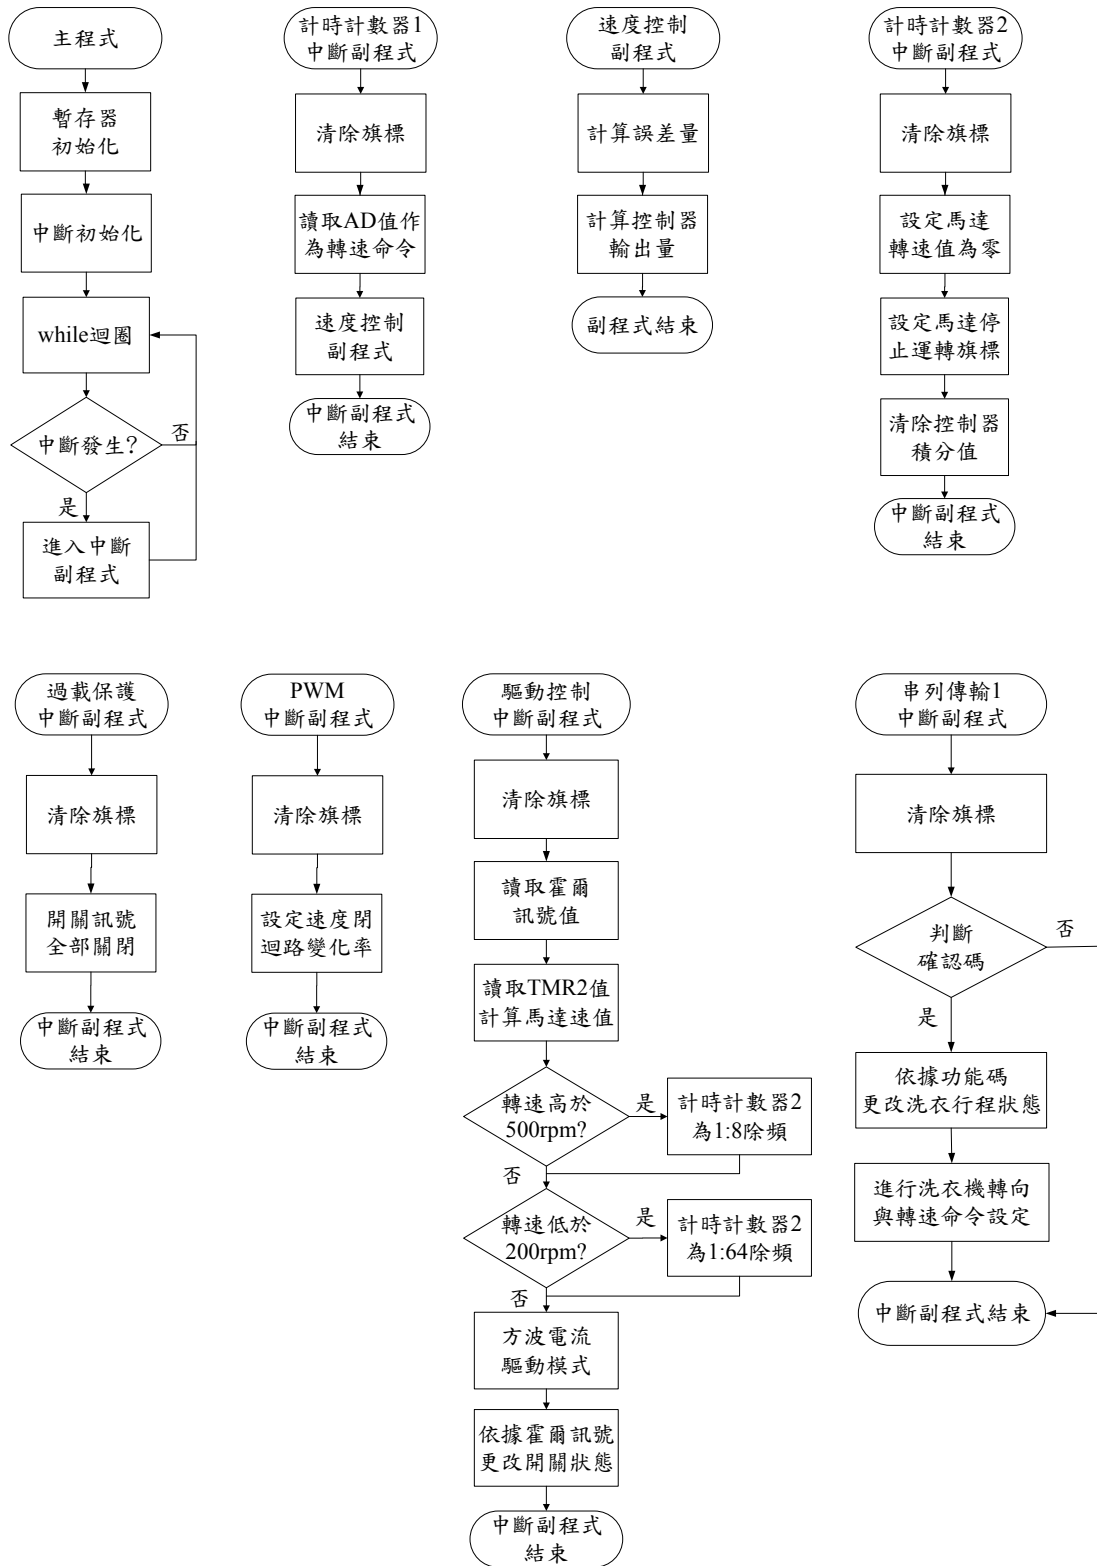 主程式
暫存器
初始化
中斷初始化
while迴圈
中斷發生?
否
是
進入中斷
副程式
計時計數器1
中斷副程式
清除旗標
讀取AD值作
為轉速命令
速度控制
副程式
中斷副程式
結束
速度控制
副程式
計算誤差量
計算控制器
輸出量
副程式結束
計時計數器2
中斷副程式
清除旗標
設定馬達
轉速值為零
設定馬達停
止運轉旗標
清除控制器
積分值
中斷副程式
結束
過載保護
中斷副程式
清除旗標
開關訊號
全部關閉
中斷副程式
結束
PWM
中斷副程式
清除旗標
設定速度閉
迴路變化率
中斷副程式
結束
驅動控制
中斷副程式
清除旗標
讀取霍爾
訊號值
讀取TMR2值
計算馬達速值
轉速高於
500rpm?
是
計時計數器2
為1:8除頻
否
轉速低於
200rpm?
是
計時計數器2
為1:64除頻
否
方波電流
驅動模式
依據霍爾訊號
更改開關狀態
中斷副程式
結束
串列傳輸1
中斷副程式
清除旗標
判斷
確認碼
否
是
依據功能碼
更改洗衣行程狀態
進行洗衣機轉向
與轉速命令設定
中斷副程式結束